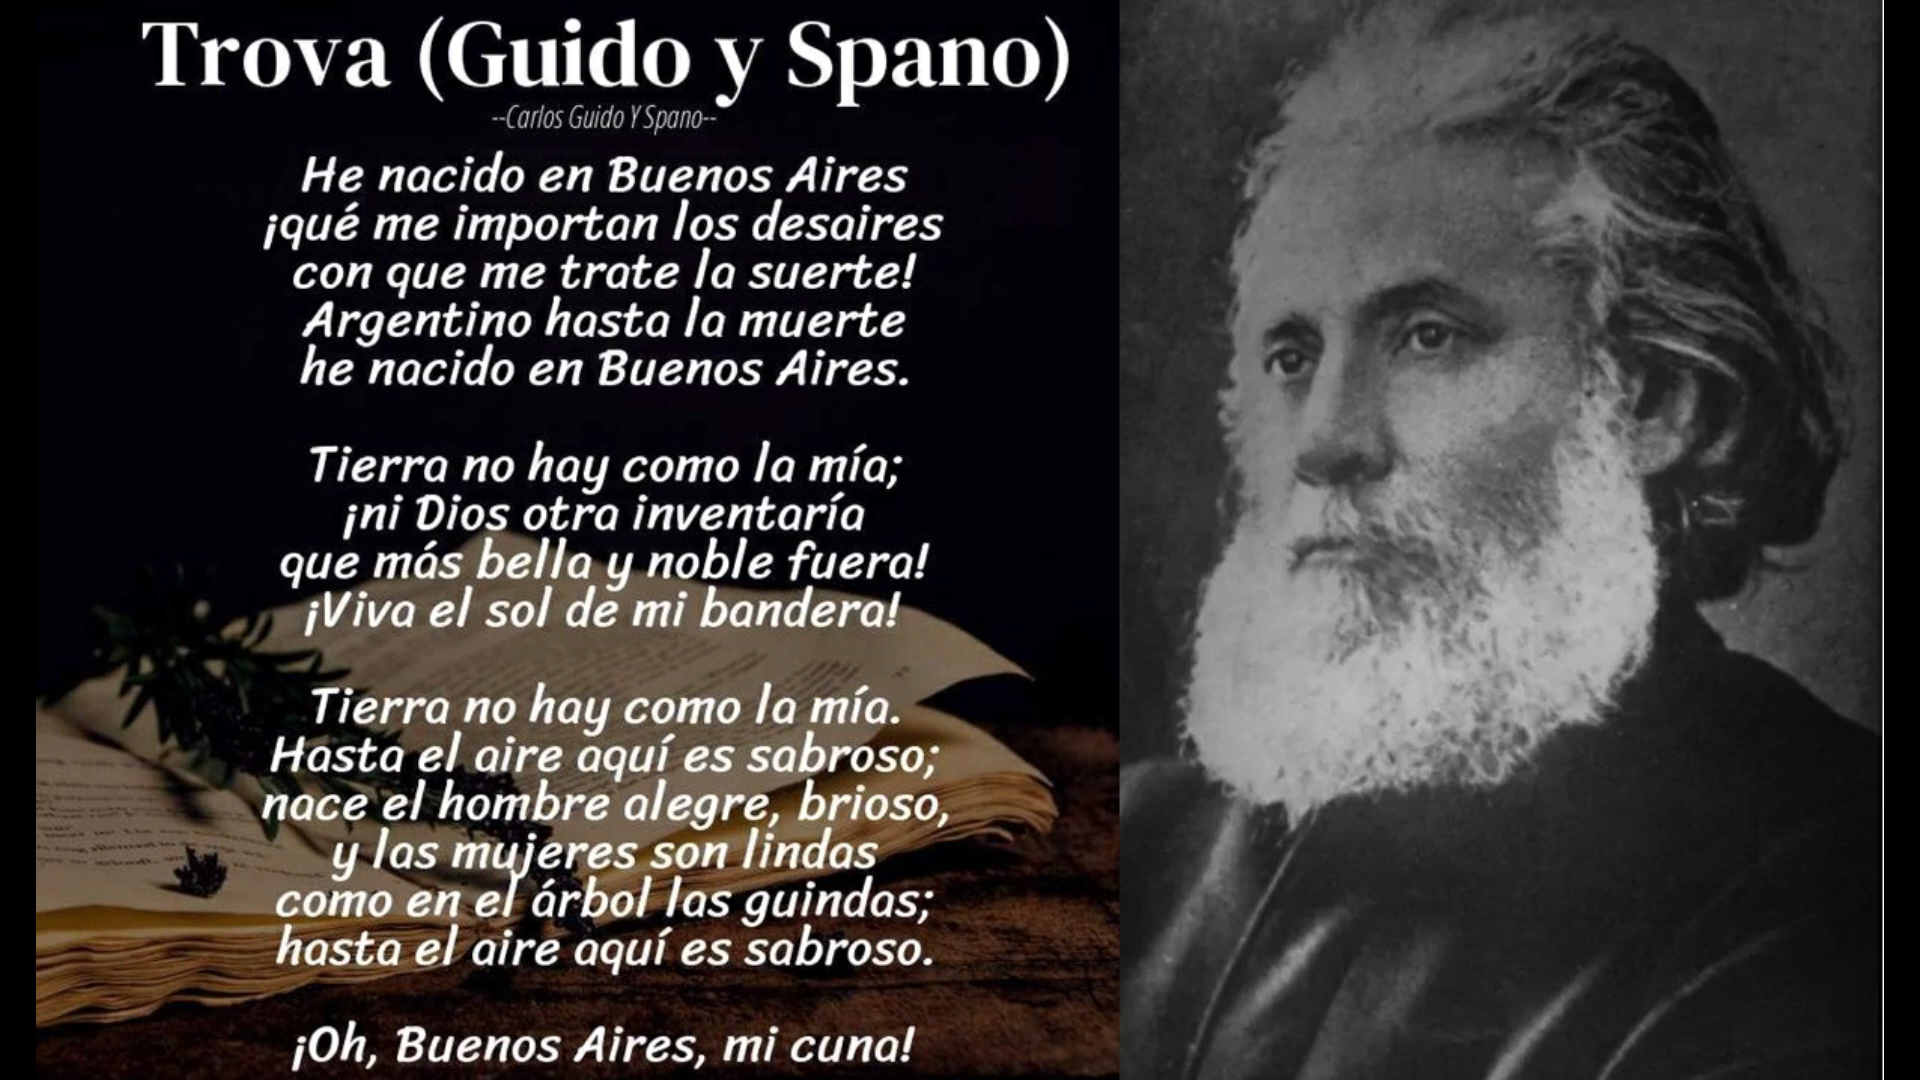 Trova (Guido y Spano)
--Carlos Guido Y Spano--
He nacido en Buenos Aires
¡qué me importan los desaires
con que me trate la suerte!
Argentino hasta la muerte
he nacido en Buenos Aires.
Tierra no hay como la mía;
¡ni Dios otra inventaría
que más bella y noble fuera!
¡Viva el sol de mi bandera!
Tierra no hay como la mía.
Hasta el aire aquí es sabroso;
nace el hombre alegre, brioso,
y las mujeres son lindas
como en el árbol las guindas;
hasta el aire aquí es sabroso.
¡Oh, Buenos Aires, mi cuna!